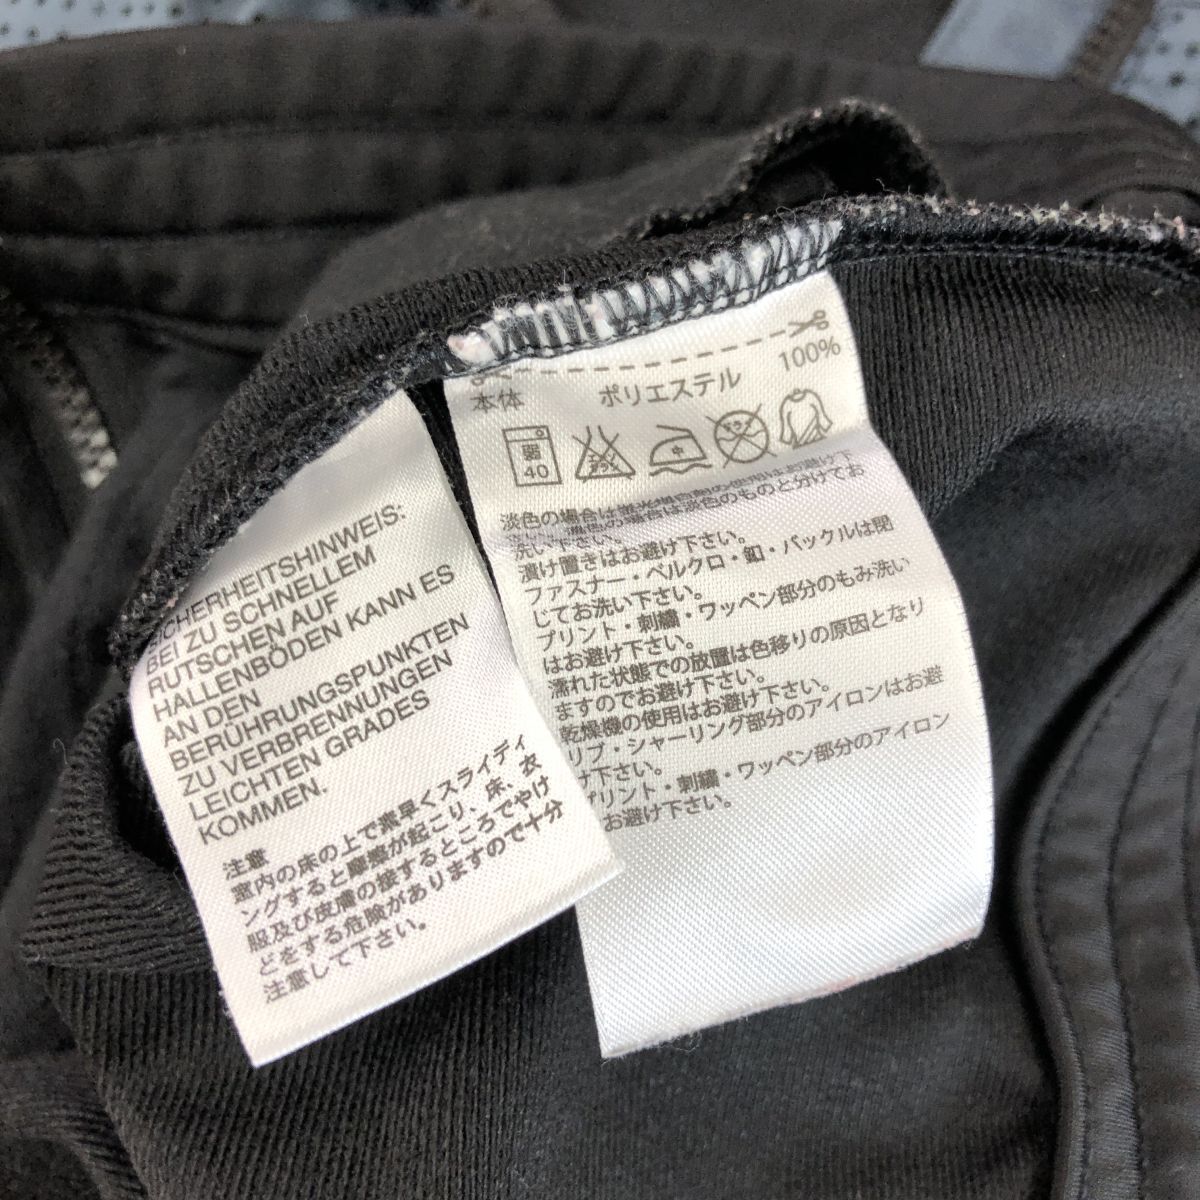 SICHERHEITSHINWEIS:
BEI ZU SCHNELLEM
RUTSCHEN AUF
HALLENBÖDEN KANN ES
AN DEN
BERÜHRUNGSPUNKTEN
ZU VERBRENNUNGEN
LEICHTEN GRADES
KOMMEN.
注意
室内の床の上で素早くスライディ
ングすると摩擦が起こり、床、衣
服及び皮膚の接するところでやけ
どをする危険がありますので十分
注意して下さい。
本体 ポリエステル 100%
弱
40
淡色の場合は蛍光増白剤の使用は避け下
淡色の場合は淡色のものと分けてお
洗い下さい。
漬け置きはお避け下さい。
ファスナー・ベルクロ・釦・バックルは閉
じてお洗い下さい。
プリント・刺繍・ワッペン部分のもみ洗い
はお避け下さい。
濡れた状態での放置は色移りの原因となり
ますのでお避け下さい。
乾燥機の使用はお避け下さい。
リブ・シャーリング部分のアイロンはお避
け下さい。
プリント・刺繍・ワッペン部分のアイロン
はお避け下さい。